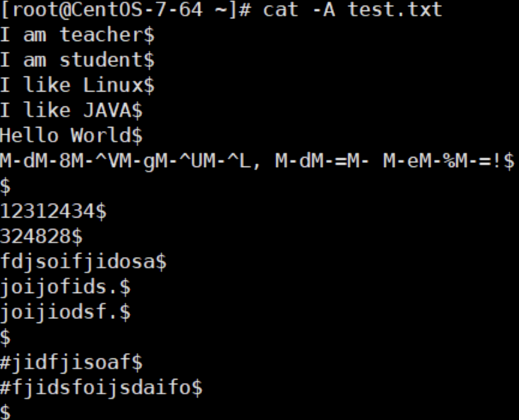 [root@CentOS-7-64 ~]# cat -A test.txt
I am teacher$
I am student$
I like Linux$
I like JAVA$
Hello World$
M-dM-8M-^VM-gM-^UM-^L, M-dM-=M- M-eM-%M-=!$
$
12312434$
324828$
fdjsoifjidosa$
joijofids.$
joijiodsf.$
$
#jidfjisoaf$
#fjidsfoijsdaifo$
$